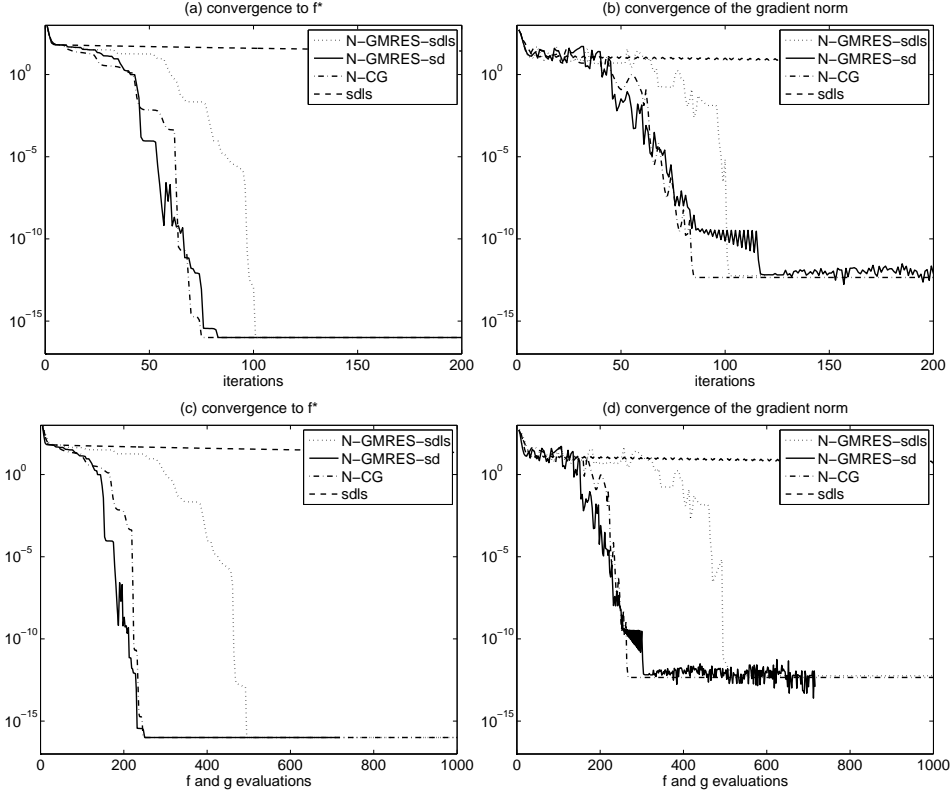 (a) convergence to f*
N−GMRES−sdls
N−GMRES−sd
N−CG
sdls
10^0
10^−5
10^−10
10^−15
0 50 100 150 200
iterations
(b) convergence of the gradient norm
N−GMRES−sdls
N−GMRES−sd
N−CG
sdls
10^0
10^−5
10^−10
10^−15
0 50 100 150 200
iterations
(c) convergence to f*
N−GMRES−sdls
N−GMRES−sd
N−CG
sdls
10^0
10^−5
10^−10
10^−15
0 200 400 600 800 1000
f and g evaluations
(d) convergence of the gradient norm
N−GMRES−sdls
N−GMRES−sd
N−CG
sdls
10^0
10^−5
10^−10
10^−15
0 200 400 600 800 1000
f and g evaluations